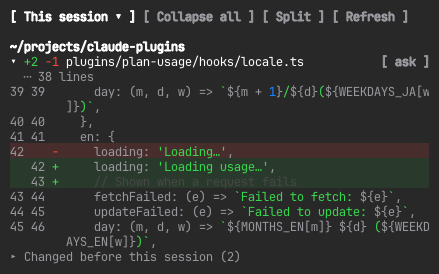 [ This session ▾ ] [ Collapse all ] [ Split ] [ Refresh ]
~/projects/claude-plugins
▾ +2 -1 plugins/plan-usage/hooks/locale.ts [ ask ]
⋯ 38 lines
39 39 day: (m, d, w) => `${m + 1}/${d}(${WEEKDAYS_JA[w
]})`,
40 40 },
41 41 en: {
42 - loading: 'Loading…',
42 + loading: 'Loading usage…',
43 + // Shown when a request fails
43 44 fetchFailed: (e) => `Failed to fetch: ${e}`,
44 45 updateFailed: (e) => `Failed to update: ${e}`,
45 46 day: (m, d, w) => `${MONTHS_EN[m]} ${d} (${WEEKD
AYS_EN[w]})`,
▸ Changed before this session (2)